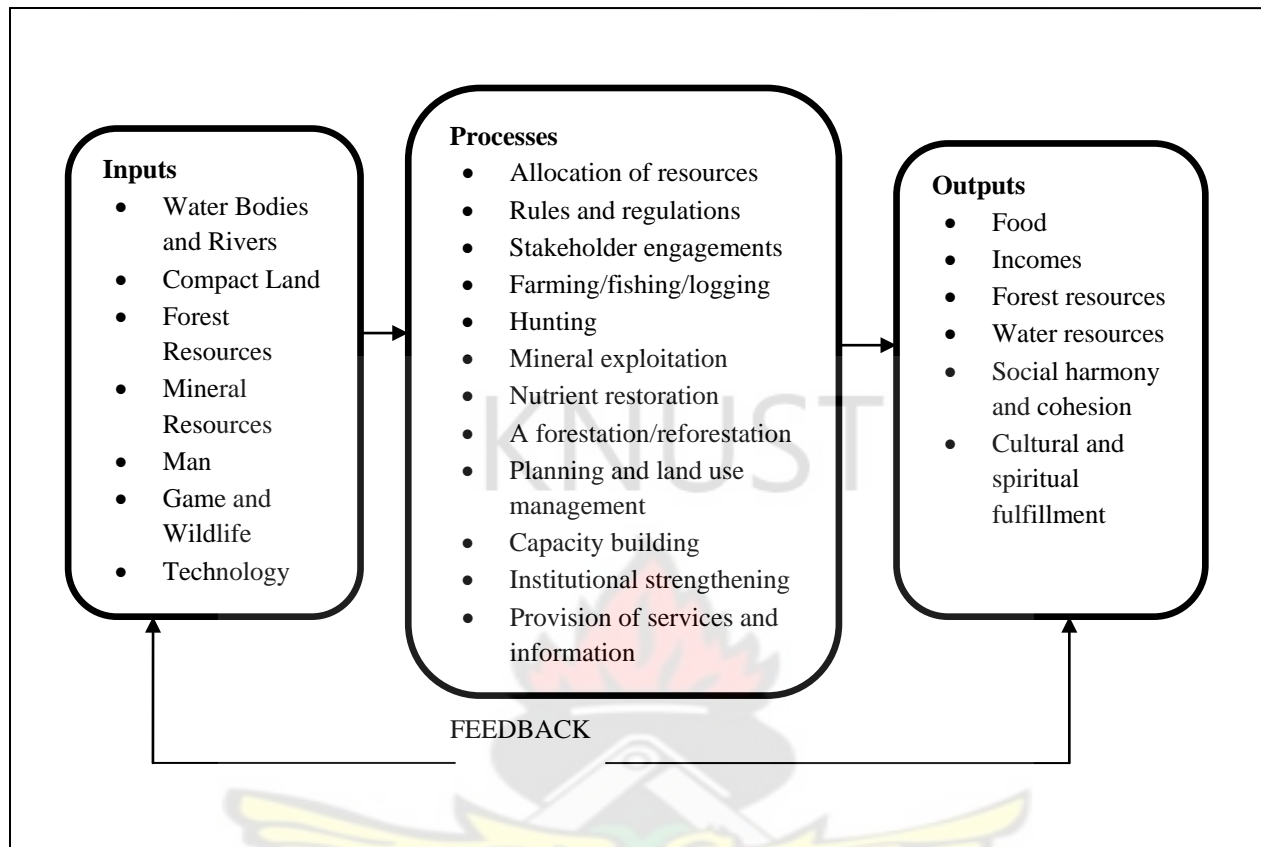 Inputs
• Water Bodies
and Rivers
• Compact Land
• Forest
Resources
• Mineral
Resources
• Man
• Game and
Wildlife
• Technology
Processes
• Allocation of resources
• Rules and regulations
• Stakeholder engagements
• Farming/fishing/logging
• Hunting
• Mineral exploitation
• Nutrient restoration
• A forestation/reforestation
• Planning and land use
management
• Capacity building
• Institutional strengthening
• Provision of services and
information
Outputs
• Food
• Incomes
• Forest resources
• Water resources
• Social harmony
and cohesion
• Cultural and
spiritual
fulfillment
KNUST
FEEDBACK